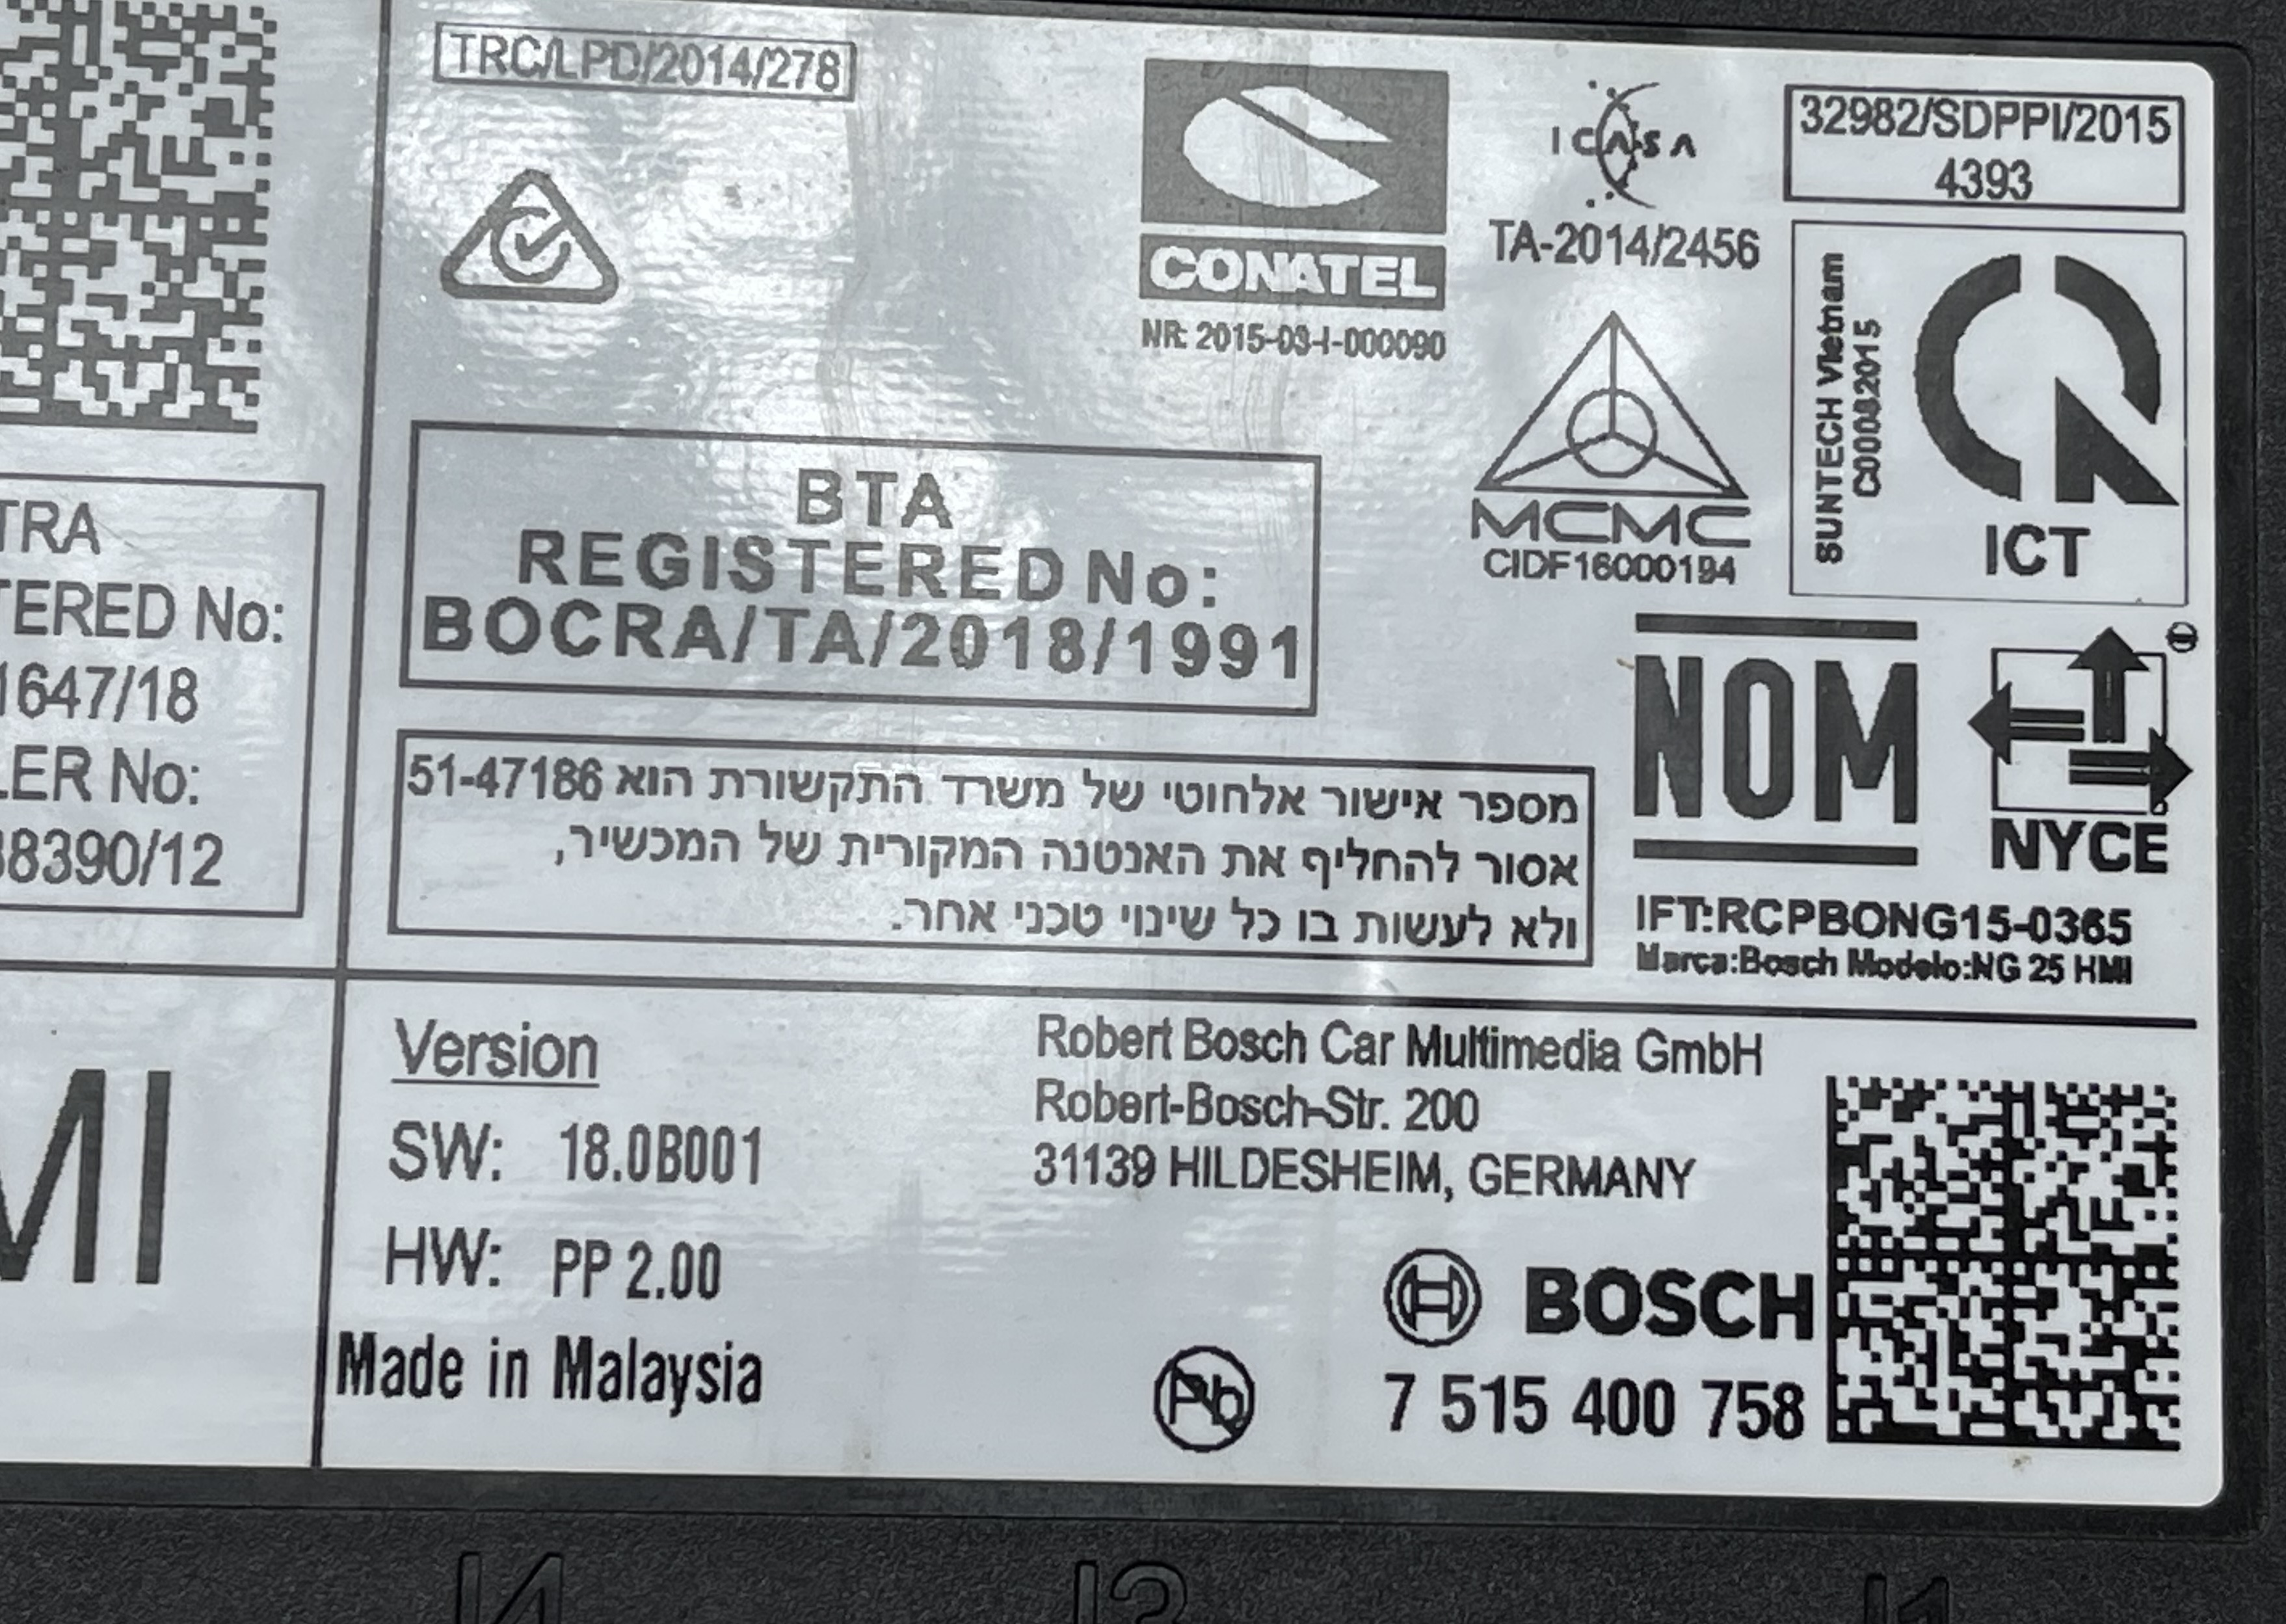 TRC/LPD/2014/278
CONATEL
NR: 2015-03-I-000090
ICASA
TA-2014/2456
32982/SDPPI/2015
4393
SUNTECH Vietnam
C00082015
ICT
MCMC
CIDF16000194
TRA
TERED No:
1647/18
LER No:
38390/12
BTA
REGISTERED No:
BOCRA/TA/2018/1991
NOM
NYCE
IFT:RCPBONG15-0365
Marca:Bosch Modelo:NG 25 HMI
מספר אישור אלחוטי של משרד התקשורת הוא 51-47186
אסור להחליף את האנטנה המקורית של המכשיר,
ולא לעשות בו כל שינוי טכני אחר.
MI
Version
SW: 18.0B001
HW: PP 2.00
Made in Malaysia
Robert Bosch Car Multimedia GmbH
Robert-Bosch-Str. 200
31139 HILDESHEIM, GERMANY
BOSCH
Pb
7 515 400 758
J4
J3
J1